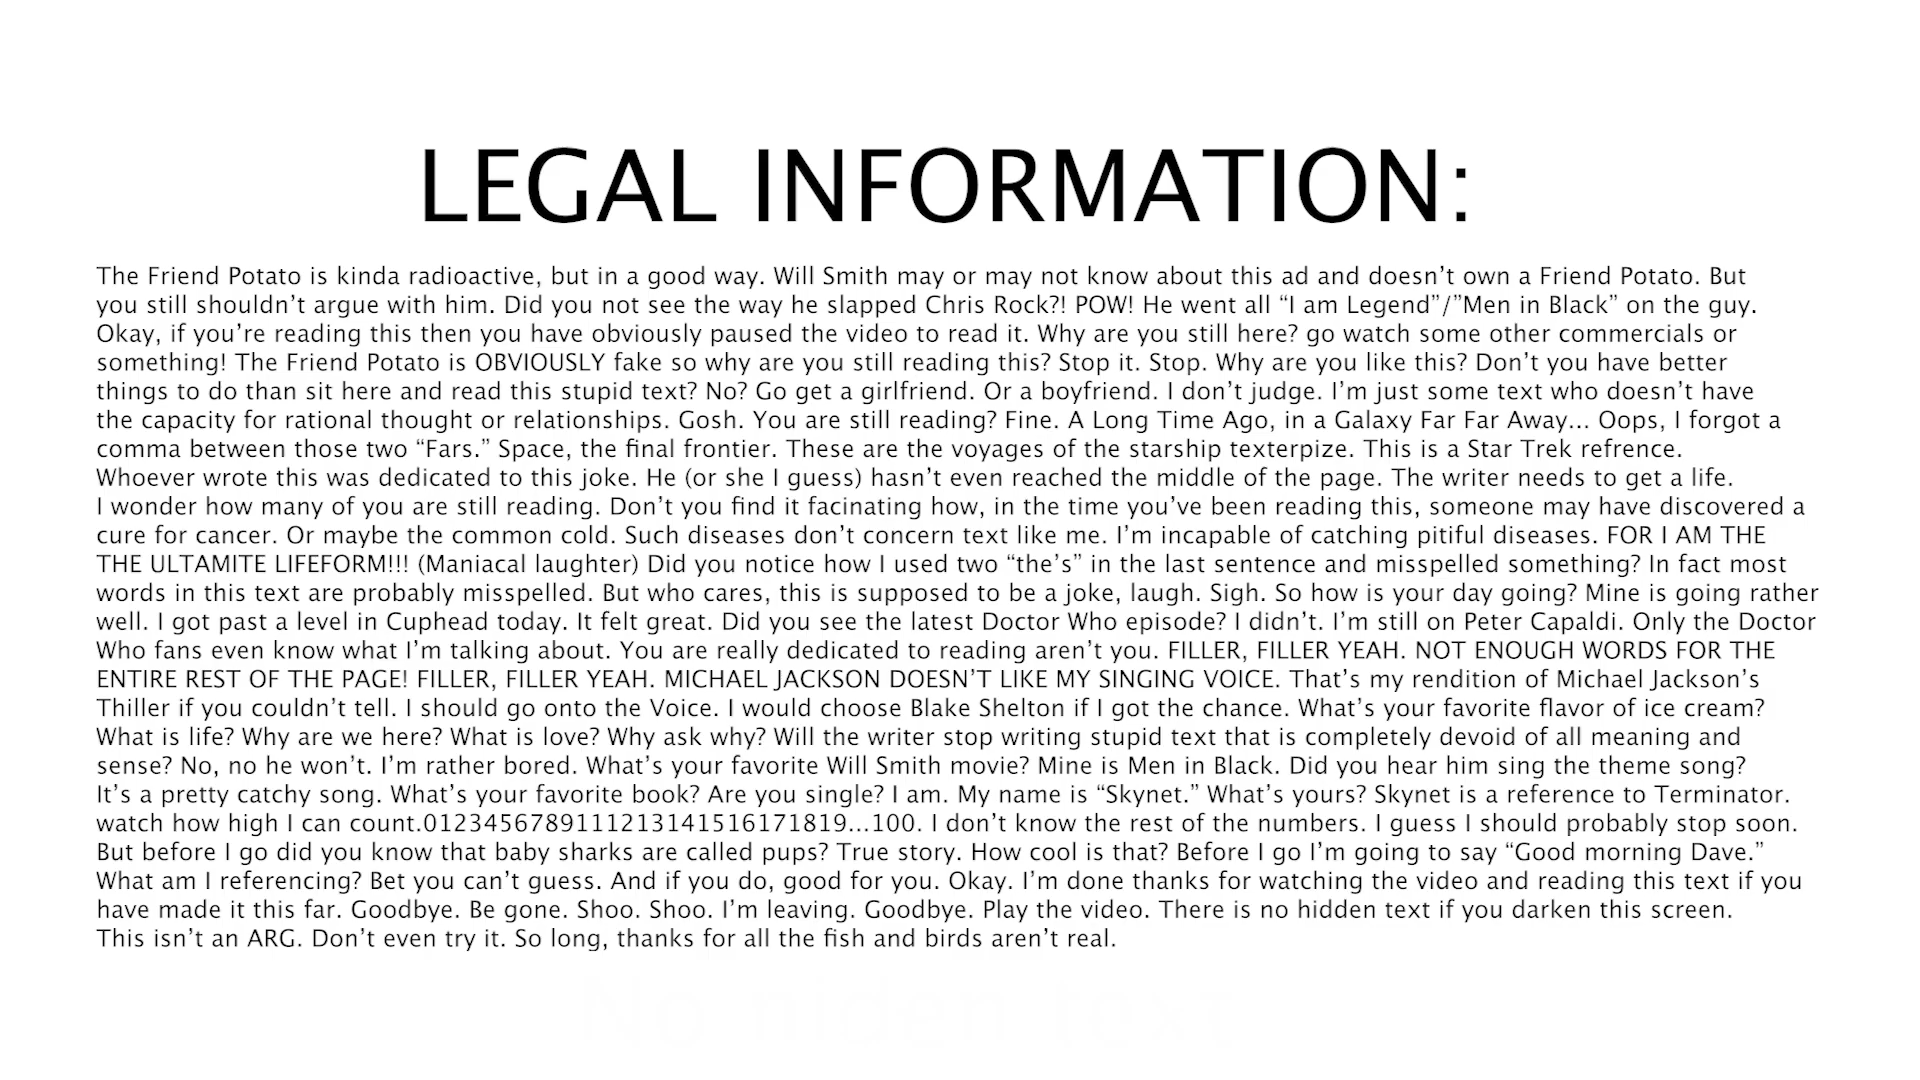 LEGAL INFORMATION:
The Friend Potato is kinda radioactive, but in a good way. Will Smith may or may not know about this ad and doesn’t own a Friend Potato. But
you still shouldn’t argue with him. Did you not see the way he slapped Chris Rock?! POW! He went all “I am Legend”/”Men in Black” on the guy.
Okay, if you’re reading this then you have obviously paused the video to read it. Why are you still here? go watch some other commercials or
something! The Friend Potato is OBVIOUSLY fake so why are you still reading this? Stop it. Stop. Why are you like this? Don’t you have better
things to do than sit here and read this stupid text? No? Go get a girlfriend. Or a boyfriend. I don’t judge. I’m just some text who doesn’t have
the capacity for rational thought or relationships. Gosh. You are still reading? Fine. A Long Time Ago, in a Galaxy Far Far Away... Oops, I forgot a
comma between those two “Fars.” Space, the final frontier. These are the voyages of the starship texterpize. This is a Star Trek refrence.
Whoever wrote this was dedicated to this joke. He (or she I guess) hasn’t even reached the middle of the page. The writer needs to get a life.
I wonder how many of you are still reading. Don’t you find it facinating how, in the time you’ve been reading this, someone may have discovered a
cure for cancer. Or maybe the common cold. Such diseases don’t concern text like me. I’m incapable of catching pitiful diseases. FOR I AM THE
THE ULTAMITE LIFEFORM!!! (Maniacal laughter) Did you notice how I used two “the’s” in the last sentence and misspelled something? In fact most
words in this text are probably misspelled. But who cares, this is supposed to be a joke, laugh. Sigh. So how is your day going? Mine is going rather
well. I got past a level in Cuphead today. It felt great. Did you see the latest Doctor Who episode? I didn’t. I’m still on Peter Capaldi. Only the Doctor
Who fans even know what I’m talking about. You are really dedicated to reading aren’t you. FILLER, FILLER YEAH. NOT ENOUGH WORDS FOR THE
ENTIRE REST OF THE PAGE! FILLER, FILLER YEAH. MICHAEL JACKSON DOESN’T LIKE MY SINGING VOICE. That’s my rendition of Michael Jackson’s
Thiller if you couldn’t tell. I should go onto the Voice. I would choose Blake Shelton if I got the chance. What’s your favorite flavor of ice cream?
What is life? Why are we here? What is love? Why ask why? Will the writer stop writing stupid text that is completely devoid of all meaning and
sense? No, no he won’t. I’m rather bored. What’s your favorite Will Smith movie? Mine is Men in Black. Did you hear him sing the theme song?
It’s a pretty catchy song. What’s your favorite book? Are you single? I am. My name is “Skynet.” What’s yours? Skynet is a reference to Terminator.
watch how high I can count.012345678911121314151617181​9...100. I don’t know the rest of the numbers. I guess I should probably stop soon.
But before I go did you know that baby sharks are called pups? True story. How cool is that? Before I go I’m going to say “Good morning Dave.”
What am I referencing? Bet you can’t guess. And if you do, good for you. Okay. I’m done thanks for watching the video and reading this text if you
have made it this far. Goodbye. Be gone. Shoo. Shoo. I’m leaving. Goodbye. Play the video. There is no hidden text if you darken this screen.
This isn’t an ARG. Don’t even try it. So long, thanks for all the fish and birds aren’t real.
No hiden text